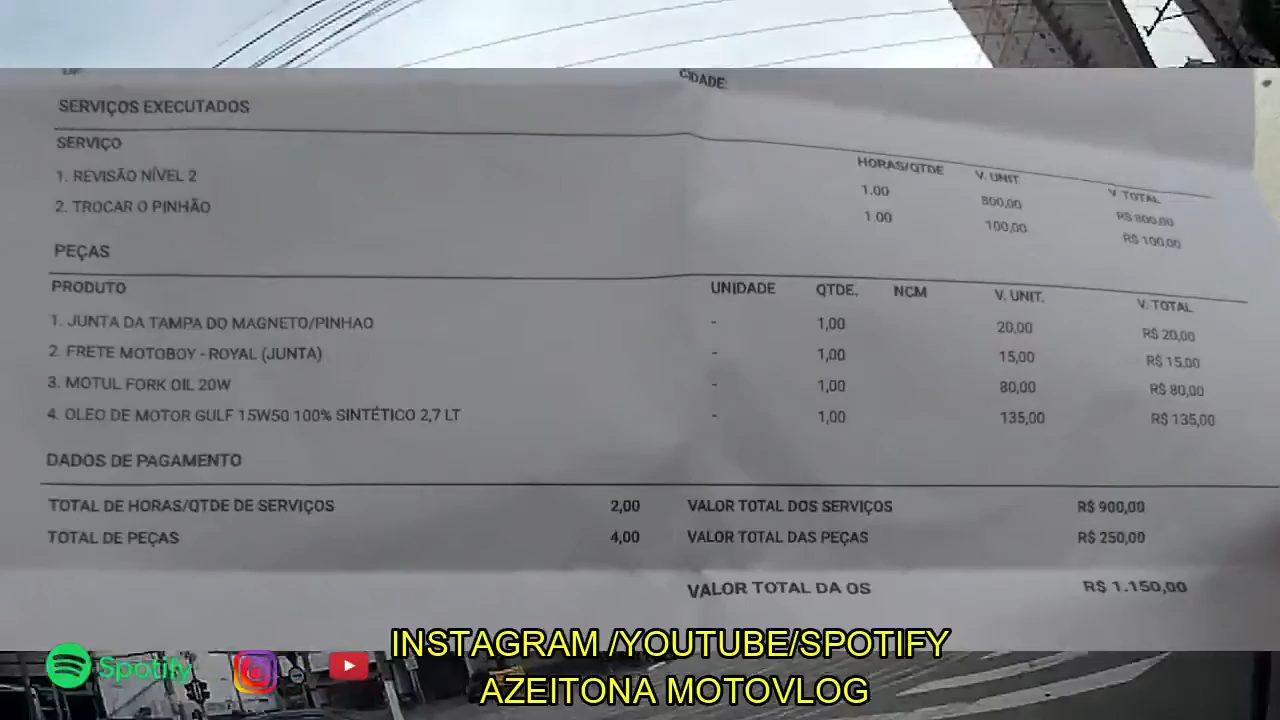 CIDADE:
SERVIÇOS EXECUTADOS
SERVIÇO HORAS/QTDE V. UNIT V. TOTAL
1. REVISÃO NÍVEL 2 1.00 800,00 R$ 800,00
2. TROCAR O PINHÃO 1,00 100,00 R$ 100,00
PEÇAS
PRODUTO UNIDADE QTDE. NCM V. UNIT. V. TOTAL
1. JUNTA DA TAMPA DO MAGNETO/PINHAO - 1,00 20,00 R$ 20,00
2. FRETE MOTOBOY - ROYAL (JUNTA) - 1,00 15,00 R$ 15,00
3. MOTUL FORK OIL 20W - 1,00 80,00 R$ 80,00
4. OLEO DE MOTOR GULF 15W50 100% SINTÉTICO 2,7 LT - 1,00 135,00 R$ 135,00
DADOS DE PAGAMENTO
TOTAL DE HORAS/QTDE DE SERVIÇOS 2,00 VALOR TOTAL DOS SERVIÇOS R$ 900,00
TOTAL DE PEÇAS 4,00 VALOR TOTAL DAS PEÇAS R$ 250,00
VALOR TOTAL DA OS R$ 1.150,00
INSTAGRAM /YOUTUBE/SPOTIFY
Spotify
AZEITONA MOTOVLOG